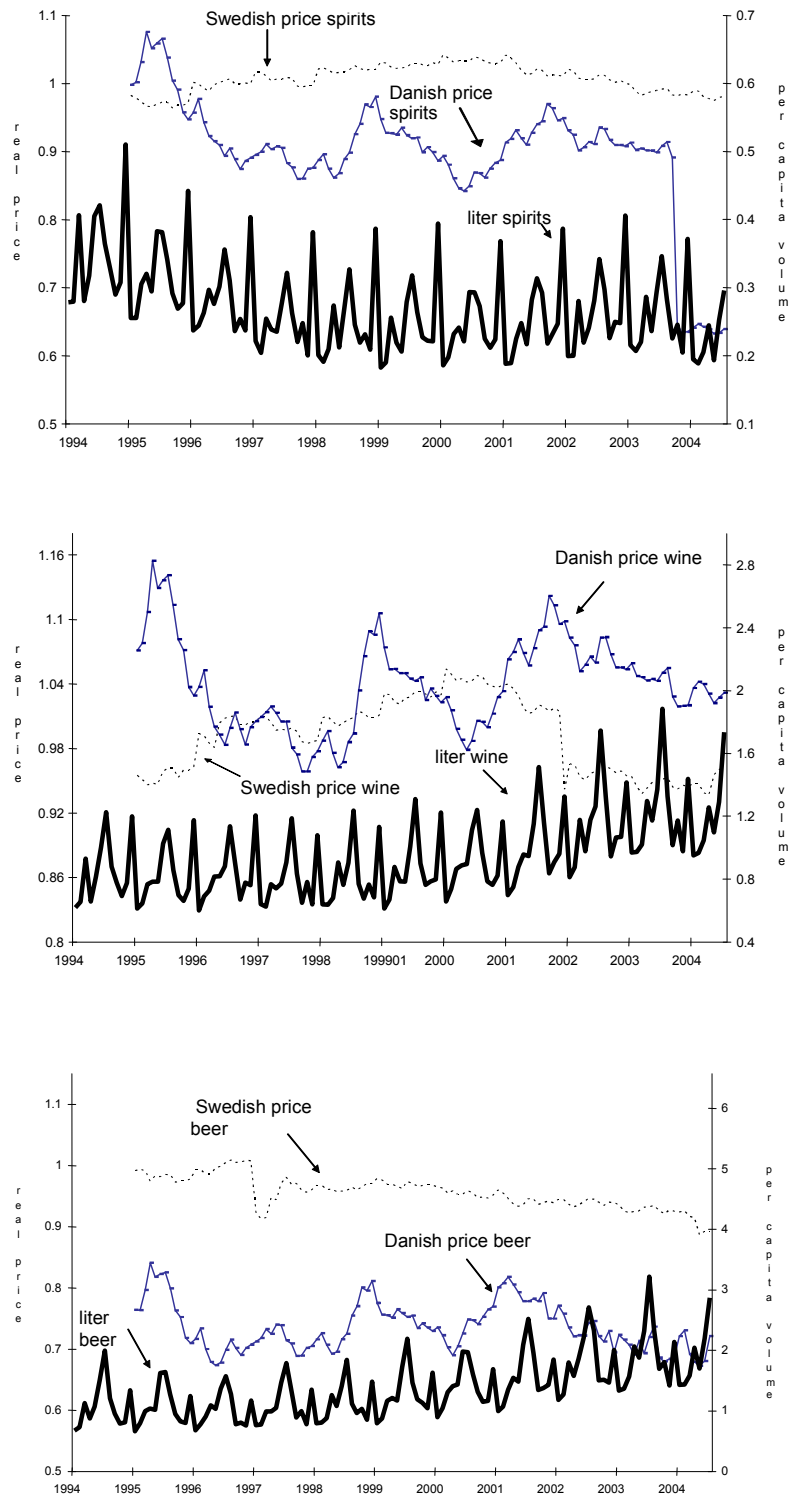 Swedish price spirits
Danish price
spirits
liter spirits
real price
per capita volume
1.1
1
0.9
0.8
0.7
0.6
0.5
0.7
0.6
0.5
0.4
0.3
0.2
0.1
1994 1995 1996 1997 1998 1999 2000 2001 2002 2003 2004
Danish price wine
liter wine
Swedish price wine
real price
per capita volume
1.16
1.1
1.04
0.98
0.92
0.86
0.8
2.8
2.4
2
1.6
1.2
0.8
0.4
1994 1995 1996 1997 1998 199901 2000 2001 2002 2003 2004
Swedish price
beer
Danish price beer
liter
beer
real price
per capita volume
1.1
1
0.9
0.8
0.7
0.6
0.5
6
5
4
3
2
1
0
1994 1995 1996 1997 1998 1999 2000 2001 2002 2003 2004